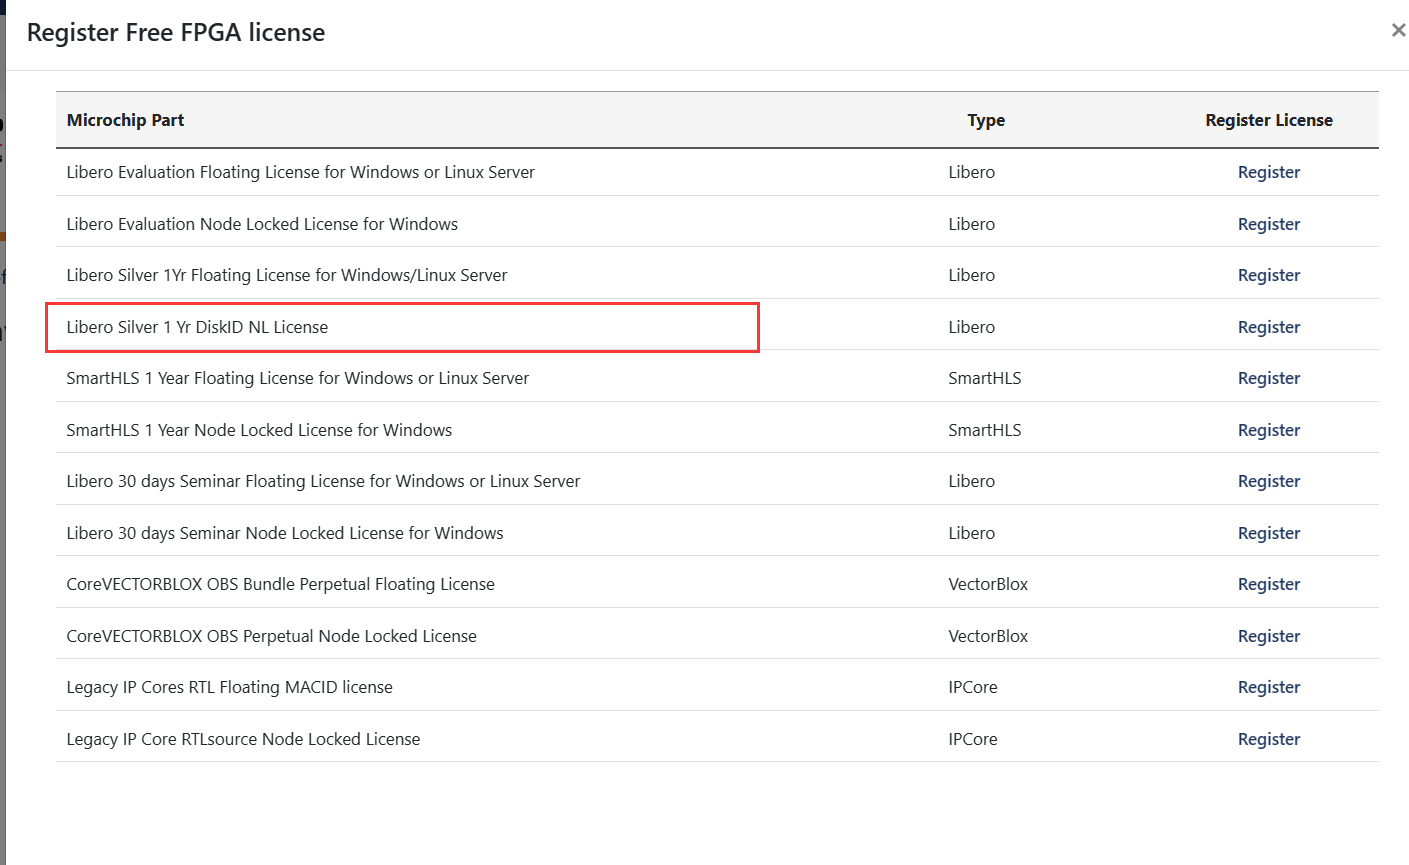 Register Free FPGA license
×
Microchip Part Type Register License
Libero Evaluation Floating License for Windows or Linux Server Libero Register
Libero Evaluation Node Locked License for Windows Libero Register
Libero Silver 1Yr Floating License for Windows/Linux Server Libero Register
Libero Silver 1 Yr DiskID NL License Libero Register
SmartHLS 1 Year Floating License for Windows or Linux Server SmartHLS Register
SmartHLS 1 Year Node Locked License for Windows SmartHLS Register
Libero 30 days Seminar Floating License for Windows or Linux Server Libero Register
Libero 30 days Seminar Node Locked License for Windows Libero Register
CoreVECTORBLOX OBS Bundle Perpetual Floating License VectorBlox Register
CoreVECTORBLOX OBS Perpetual Node Locked License VectorBlox Register
Legacy IP Cores RTL Floating MACID license IPCore Register
Legacy IP Core RTLsource Node Locked License IPCore Register